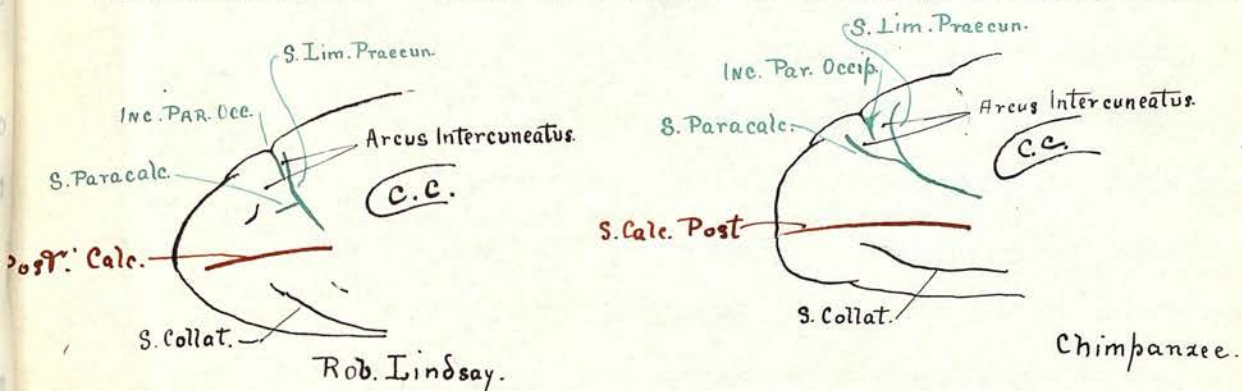 S. Lim. Praecun.
Inc. Par. Occ.
Arcus Intercuneatus.
S. Paracalc.
C.C.
Post. Calc.
S. Collat.
Rob. Lindsay.
S. Lim. Praecun.
Inc. Par. Occip.
Arcus Intercuneatus.
S. Paracalc.
C.C.
S. Calc. Post
S. Collat.
Chimpanzee.